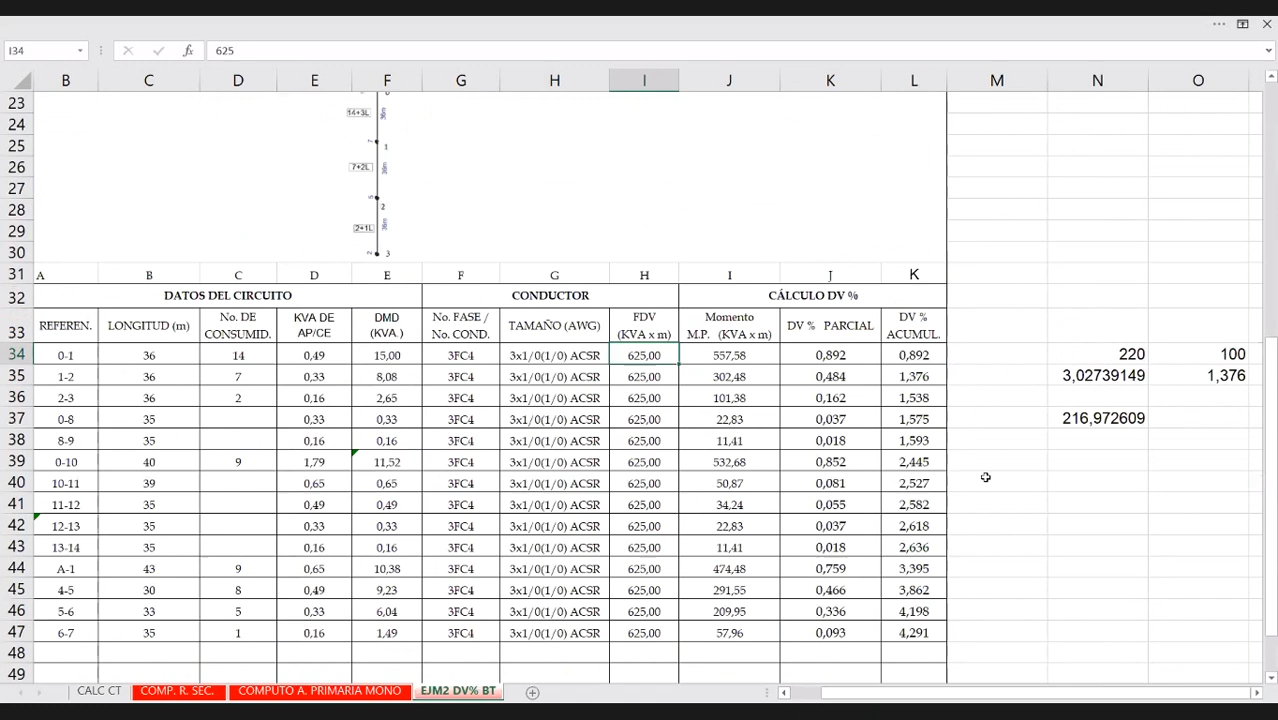 I34 fx 625
B C D E F G H I J K L M N O
23
24
25
26
27
28
29
30
14+3L 36m
1
7+2L 36m
2
2+1L 36m
3
31 A B C D E F G H I J K
32 DATOS DEL CIRCUITO CONDUCTOR CÁLCULO DV %
33 REFEREN. LONGITUD (m) No. DE CONSUMID. KVA DE AP/CE DMD (KVA ) No. FASE / No. COND. TAMAÑO (AWG) FDV (KVA x m) Momento M.P. (KVA x m) DV % PARCIAL DV % ACUMUL.
34 0-1 36 14 0,49 15,00 3FC4 3x1/0(1/0) ACSR 625,00 557,58 0,892 0,892 220 100
35 1-2 36 7 0,33 8,08 3FC4 3x1/0(1/0) ACSR 625,00 302,48 0,484 1,376 3,02739149 1,376
36 2-3 36 2 0,16 2,65 3FC4 3x1/0(1/0) ACSR 625,00 101,38 0,162 1,538
37 0-8 35 0,33 0,33 3FC4 3x1/0(1/0) ACSR 625,00 22,83 0,037 1,575 216,972609
38 8-9 35 0,16 0,16 3FC4 3x1/0(1/0) ACSR 625,00 11,41 0,018 1,593
39 0-10 40 9 1,79 11,52 3FC4 3x1/0(1/0) ACSR 625,00 532,68 0,852 2,445
40 10-11 39 0,65 0,65 3FC4 3x1/0(1/0) ACSR 625,00 50,87 0,081 2,527
41 11-12 35 0,49 0,49 3FC4 3x1/0(1/0) ACSR 625,00 34,24 0,055 2,582
42 12-13 35 0,33 0,33 3FC4 3x1/0(1/0) ACSR 625,00 22,83 0,037 2,618
43 13-14 35 0,16 0,16 3FC4 3x1/0(1/0) ACSR 625,00 11,41 0,018 2,636
44 A-1 43 9 0,65 10,38 3FC4 3x1/0(1/0) ACSR 625,00 474,48 0,759 3,395
45 4-5 30 8 0,49 9,23 3FC4 3x1/0(1/0) ACSR 625,00 291,55 0,466 3,862
46 5-6 33 5 0,33 6,04 3FC4 3x1/0(1/0) ACSR 625,00 209,95 0,336 4,198
47 6-7 35 1 0,16 1,49 3FC4 3x1/0(1/0) ACSR 625,00 57,96 0,093 4,291
48
49
CALC CT COMP. R. SEC. COMPUTO A. PRIMARIA MONO EJM2 DV% BT